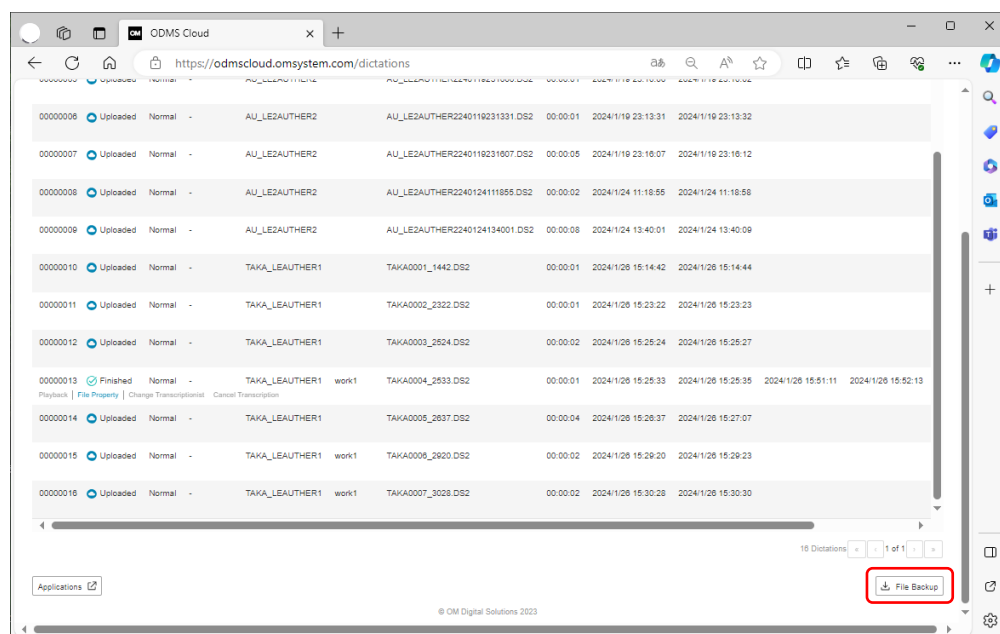 OM ODMS Cloud
https://odmscloud.omsystem.com/dictations
00000006 Uploaded Normal - AU_LE2AUTHER2 AU_LE2AUTHER2240119231331.DS2 00:00:01 2024/1/19 23:13:31 2024/1/19 23:13:32
00000007 Uploaded Normal - AU_LE2AUTHER2 AU_LE2AUTHER2240119231607.DS2 00:00:05 2024/1/19 23:16:07 2024/1/19 23:16:12
00000008 Uploaded Normal - AU_LE2AUTHER2 AU_LE2AUTHER2240124111855.DS2 00:00:02 2024/1/24 11:18:55 2024/1/24 11:18:58
00000009 Uploaded Normal - AU_LE2AUTHER2 AU_LE2AUTHER2240124134001.DS2 00:00:08 2024/1/24 13:40:01 2024/1/24 13:40:09
00000010 Uploaded Normal - TAKA_LEAUTHER1 TAKA0001_1442.DS2 00:00:01 2024/1/26 15:14:42 2024/1/26 15:14:44
00000011 Uploaded Normal - TAKA_LEAUTHER1 TAKA0002_2322.DS2 00:00:01 2024/1/26 15:23:22 2024/1/26 15:23:23
00000012 Uploaded Normal - TAKA_LEAUTHER1 TAKA0003_2524.DS2 00:00:02 2024/1/26 15:25:24 2024/1/26 15:25:27
00000013 Finished Normal - TAKA_LEAUTHER1 work1 TAKA0004_2533.DS2 00:00:01 2024/1/26 15:25:33 2024/1/26 15:25:35 2024/1/26 15:51:11 2024/1/26 15:52:13
Playback | File Property | Change Transcriptionist Cancel Transcription
00000014 Uploaded Normal - TAKA_LEAUTHER1 TAKA0005_2637.DS2 00:00:04 2024/1/26 15:26:37 2024/1/26 15:27:07
00000015 Uploaded Normal - TAKA_LEAUTHER1 work1 TAKA0006_2920.DS2 00:00:02 2024/1/26 15:29:20 2024/1/26 15:29:23
00000016 Uploaded Normal - TAKA_LEAUTHER1 work1 TAKA0007_3028.DS2 00:00:02 2024/1/26 15:30:28 2024/1/26 15:30:30
16 Dictations « ‹ 1 of 1 › »
Applications File Backup
© OM Digital Solutions 2023